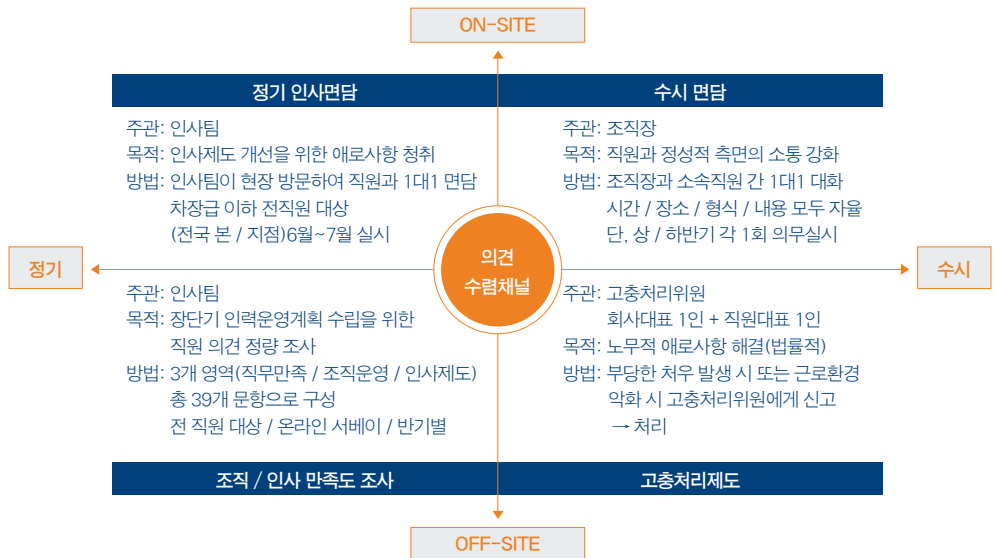 ON-SITE
정기 인사면담
주관: 인사팀
목적: 인사제도 개선을 위한 애로사항 청취
방법: 인사팀이 현장 방문하여 직원과 1대1 면담
차장급 이하 전직원 대상
(전국 본 / 지점)6월~7월 실시
수시 면담
주관: 조직장
목적: 직원과 정성적 측면의 소통 강화
방법: 조직장과 소속직원 간 1대1 대화
시간 / 장소 / 형식 / 내용 모두 자율
단, 상 / 하반기 각 1회 의무실시
정기
의견
수렴채널
수시
주관: 인사팀
목적: 장단기 인력운영계획 수립을 위한
직원 의견 정량 조사
방법: 3개 영역(직무만족 / 조직운영 / 인사제도)
총 39개 문항으로 구성
전 직원 대상 / 온라인 서베이 / 반기별
조직 / 인사 만족도 조사
주관: 고충처리위원
회사대표 1인 + 직원대표 1인
목적: 노무적 애로사항 해결(법률적)
방법: 부당한 처우 발생 시 또는 근로환경
악화 시 고충처리위원에게 신고
→ 처리
고충처리제도
OFF-SITE